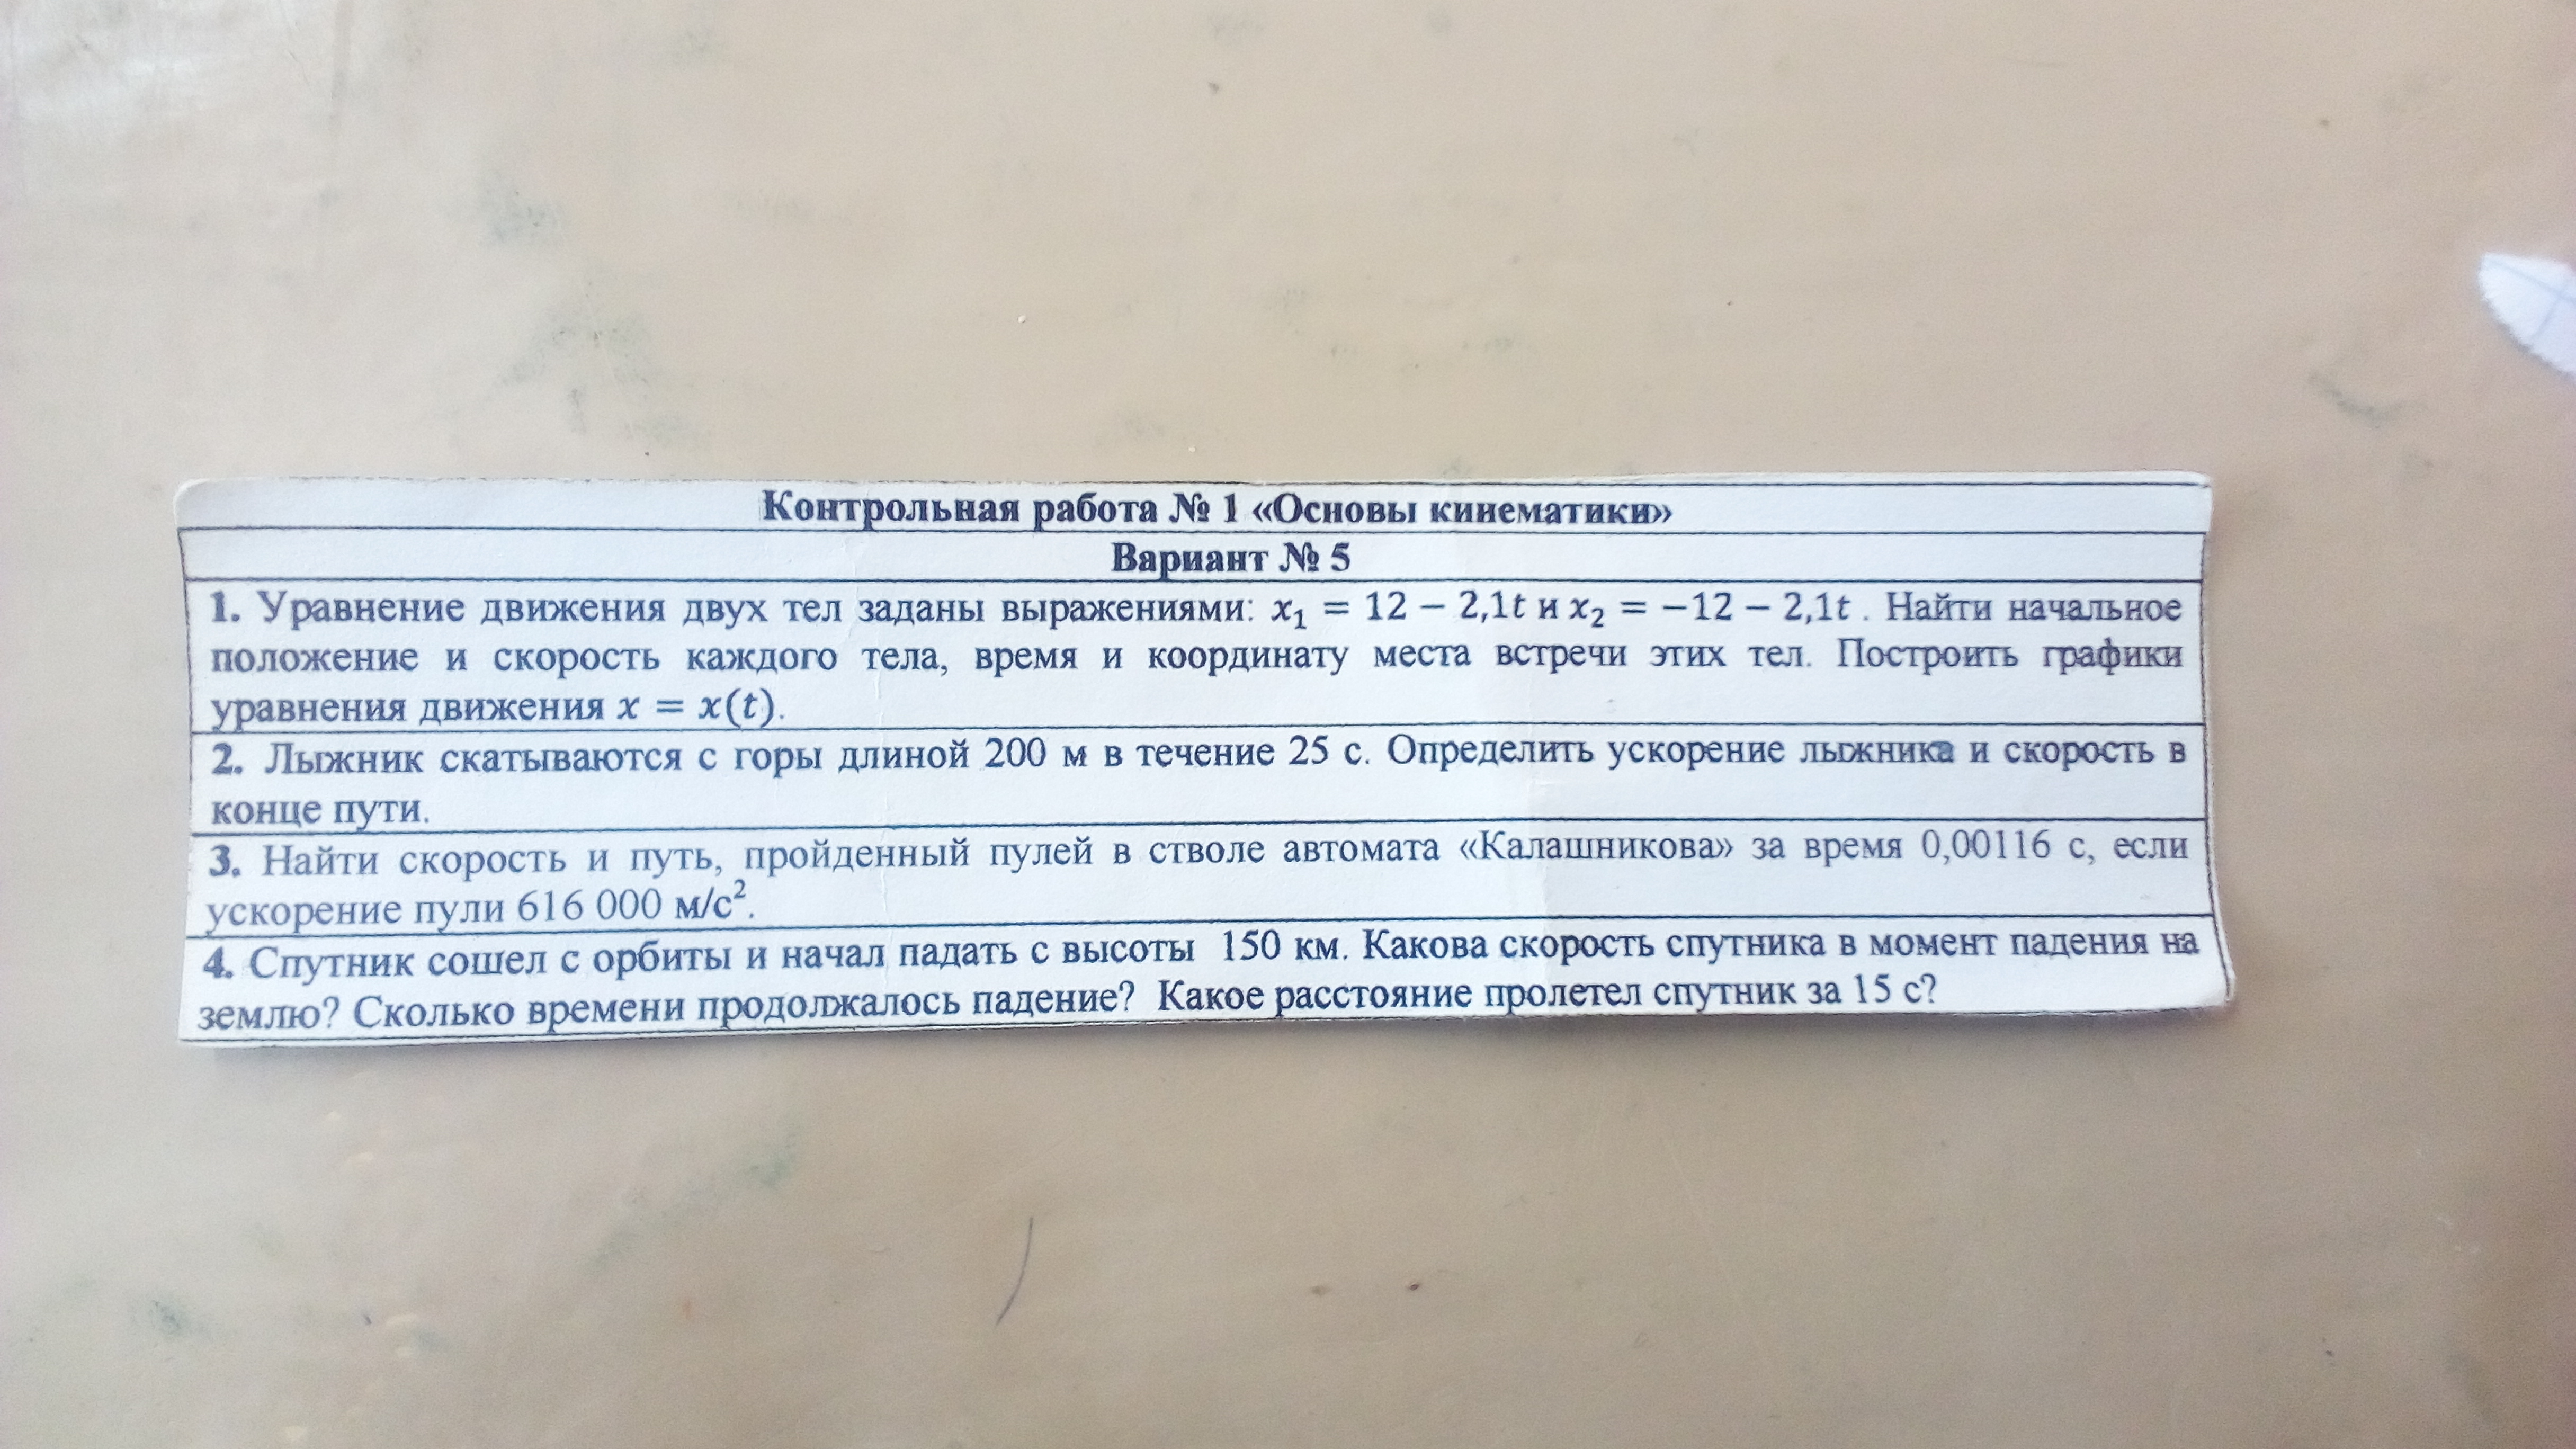 Контрольная работа № 1 «Основы кинематики»
Вариант № 5
1. Уравнение движения двух тел заданы выражениями: x₁ = 12 − 2,1t и x₂ = −12 − 2,1t . Найти начальное
положение и скорость каждого тела, время и координату места встречи этих тел. Построить графики
уравнения движения x = x(t).
2. Лыжник скатываются с горы длиной 200 м в течение 25 с. Определить ускорение лыжника и скорость в
конце пути.
3. Найти скорость и путь, пройденный пулей в стволе автомата «Калашникова» за время 0,00116 с, если
ускорение пули 616 000 м/с².
4. Спутник сошел с орбиты и начал падать с высоты 150 км. Какова скорость спутника в момент падения на
землю? Сколько времени продолжалось падение? Какое расстояние пролетел спутник за 15 с?